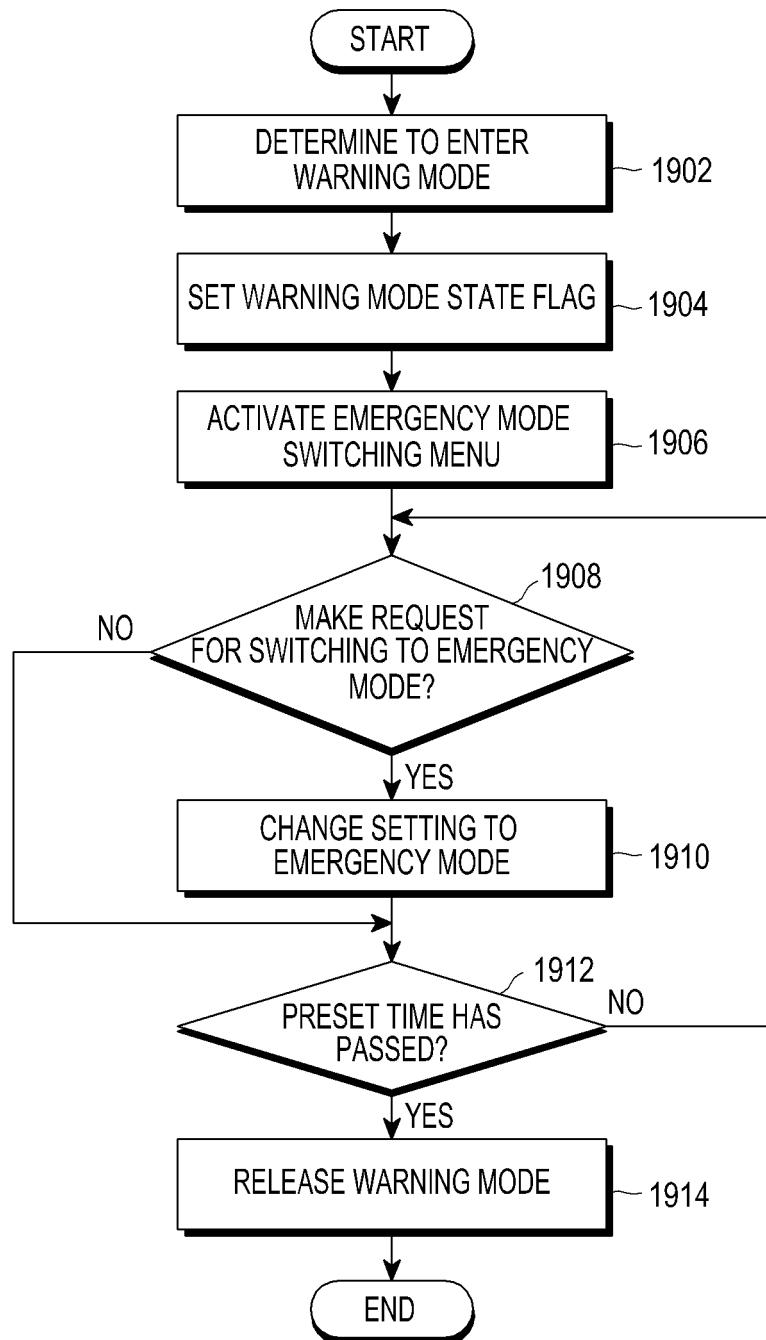 START
DETERMINE TO ENTER
WARNING MODE
1902
SET WARNING MODE STATE FLAG
1904
ACTIVATE EMERGENCY MODE
SWITCHING MENU
1906
1908
NO
MAKE REQUEST
FOR SWITCHING TO EMERGENCY
MODE?
YES
CHANGE SETTING TO
EMERGENCY MODE
1910
1912
NO
PRESET TIME HAS
PASSED?
YES
RELEASE WARNING MODE
1914
END